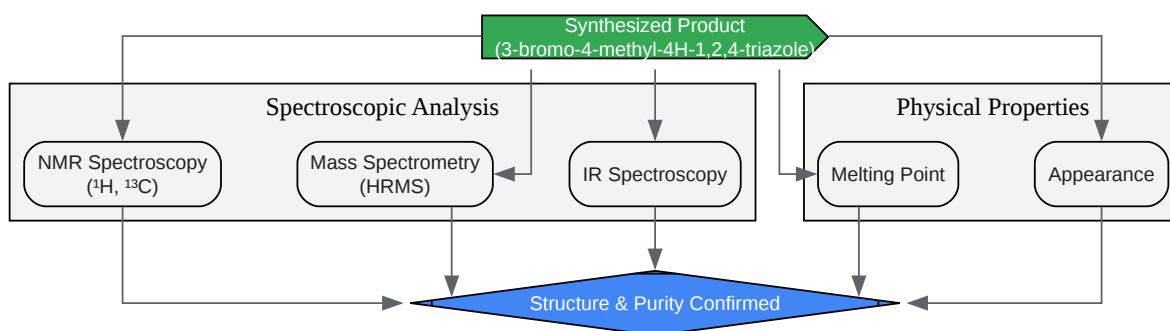 Synthesized Product
(3-bromo-4-methyl-4H-1,2,4-triazole)
Spectroscopic Analysis
Physical Properties
NMR Spectroscopy
(¹H, ¹³C)
Mass Spectrometry
(HRMS)
IR Spectroscopy
Melting Point
Appearance
Structure & Purity Confirmed